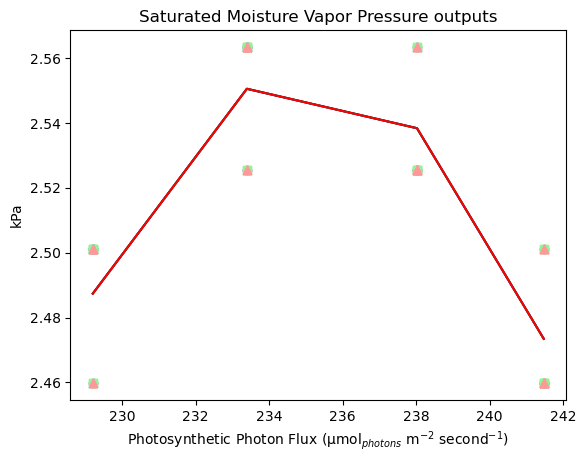 Saturated Moisture Vapor Pressure outputs
2.56
2.54
2.52
2.50
2.48
2.46
kPa
230 232 234 236 238 240 242
Photosynthetic Photon Flux (μmol$_{photons}$ m$^{-2}$ second$^{-1}$)